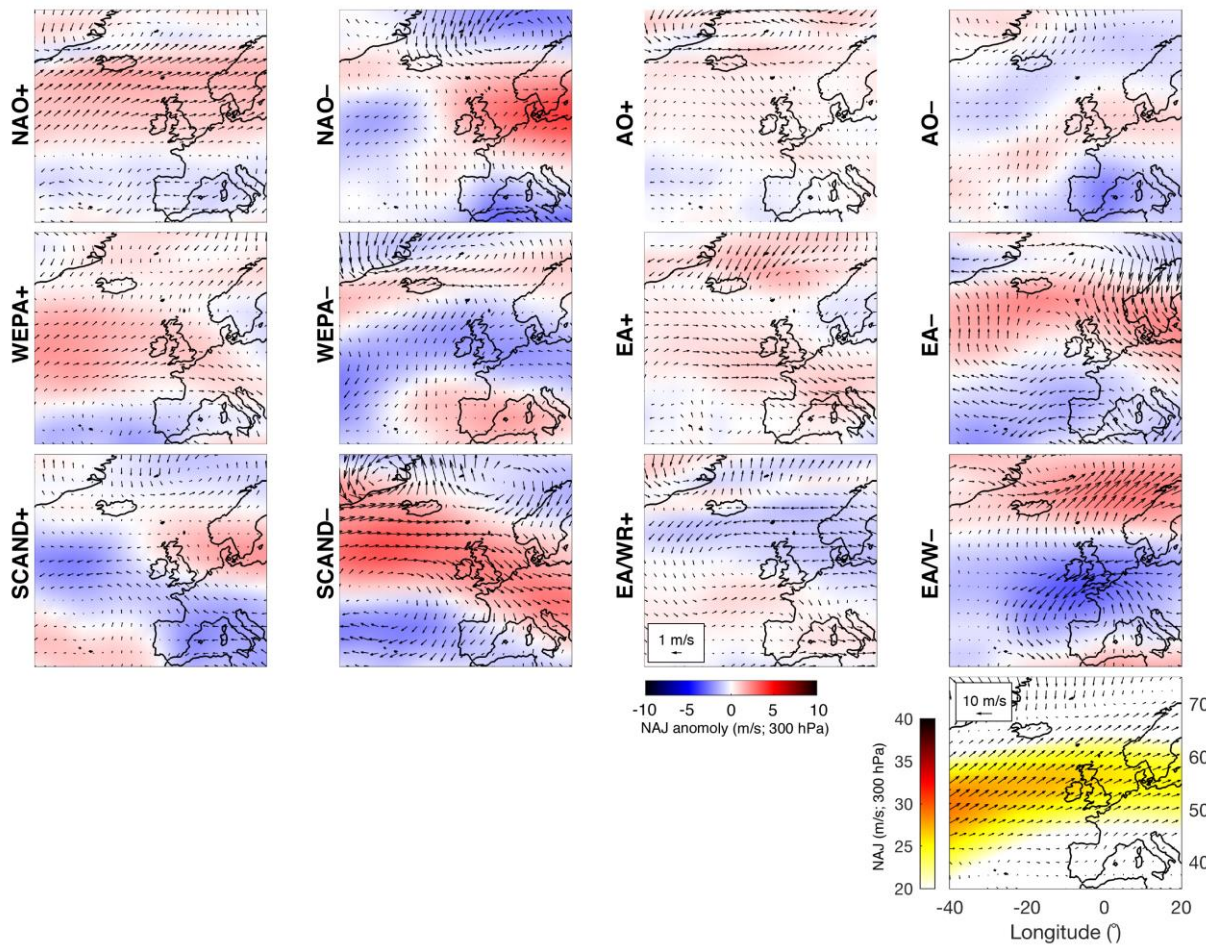 NAO+
NAO–
AO+
AO–
WEPA+
WEPA–
EA+
EA–
SCAND+
SCAND–
EA/WR+
EA/W–
1 m/s
-10 -5 0 5 10
NAJ anomoly (m/s; 300 hPa)
10 m/s
40
35
30
25
20
NAJ (m/s; 300 hPa)
70
60
50
40
-40 -20 0 20
Longitude (°)